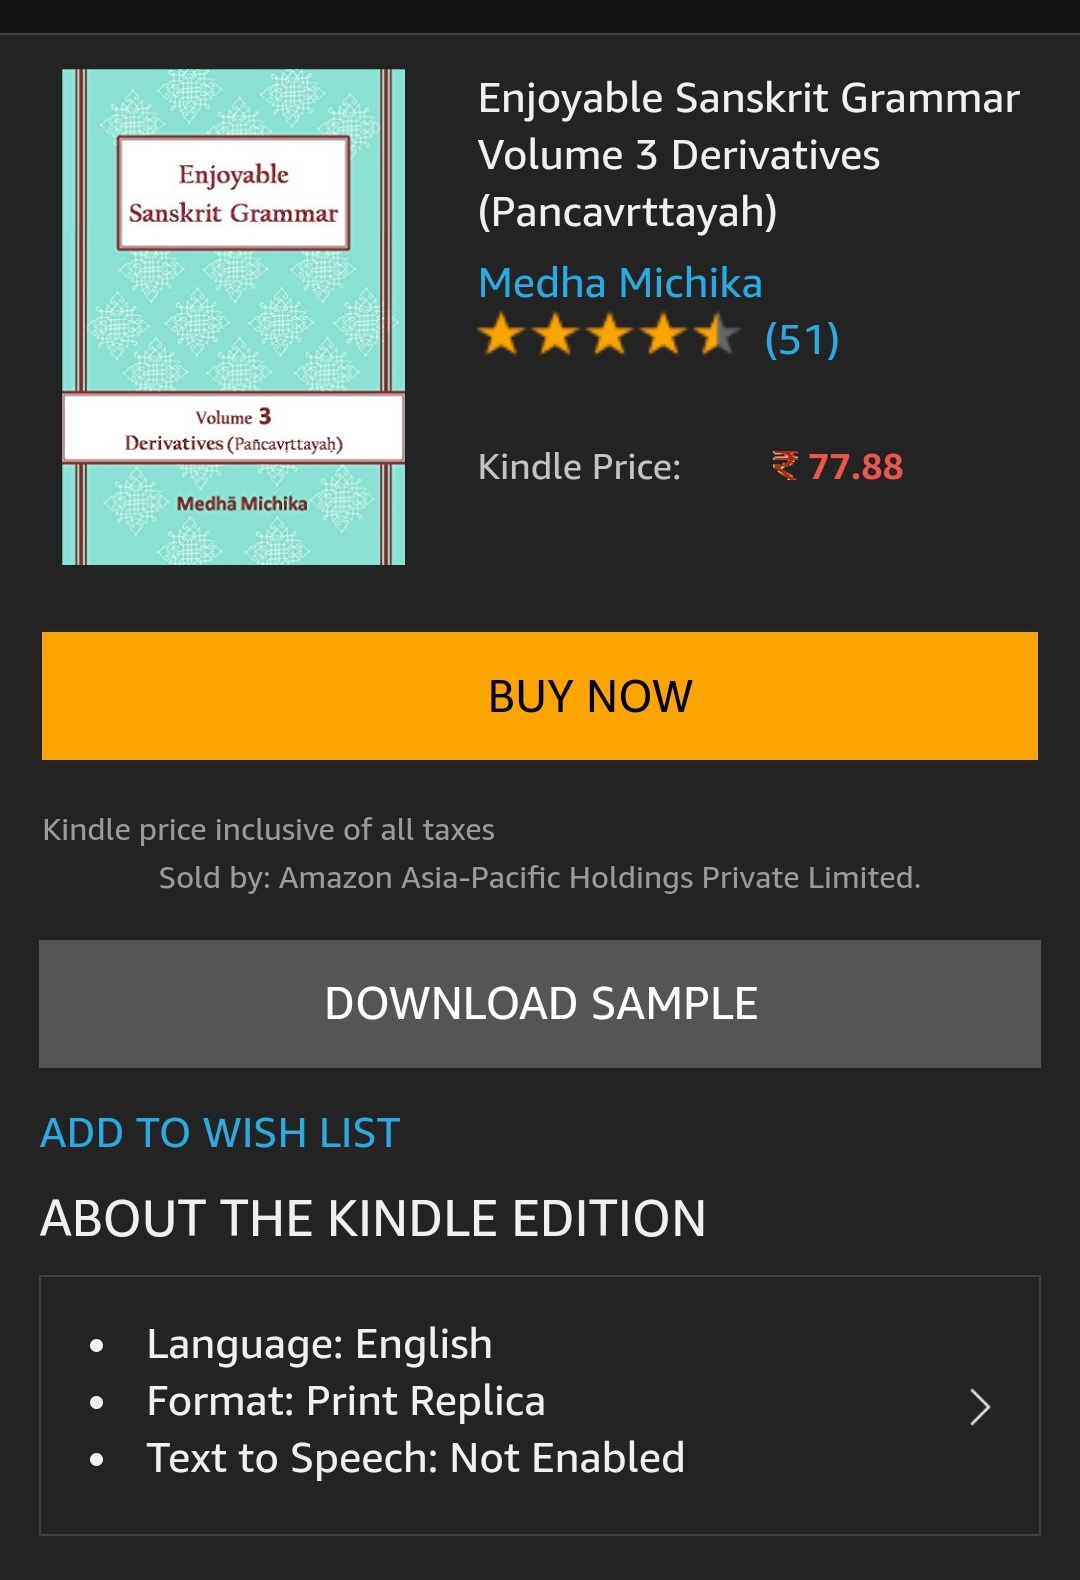 Enjoyable
Sanskrit Grammar
Volume 3
Derivatives (Pañcavṛttayaḥ)
Medhā Michika
Enjoyable Sanskrit Grammar
Volume 3 Derivatives
(Pancavrttayah)
Medha Michika
(51)
Kindle Price: ₹ 77.88
BUY NOW
Kindle price inclusive of all taxes
Sold by: Amazon Asia-Pacific Holdings Private Limited.
DOWNLOAD SAMPLE
ADD TO WISH LIST
ABOUT THE KINDLE EDITION
• Language: English
• Format: Print Replica
• Text to Speech: Not Enabled